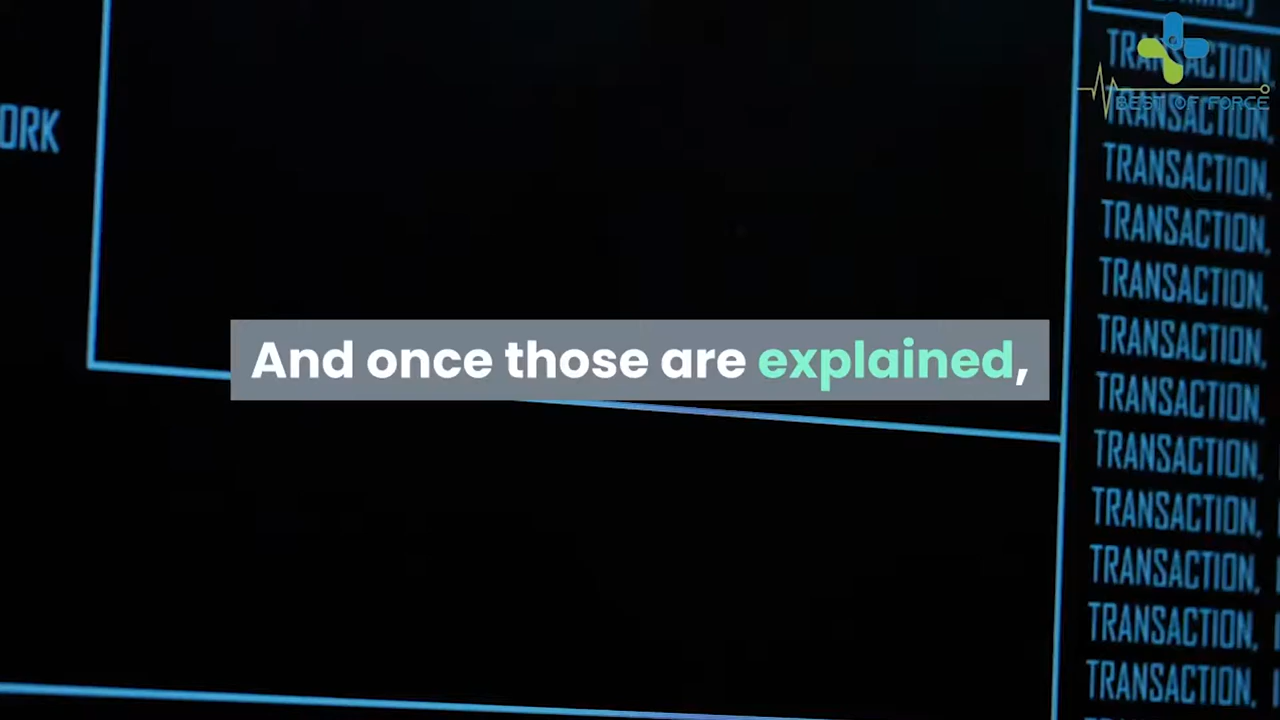 ORK
And once those are explained,
BEST OF FORCE
TRANSACTION.
TRANSACTION.
TRANSACTION.
TRANSACTION.
TRANSACTION.
TRANSACTION.
TRANSACTION.
TRANSACTION.
TRANSACTION.
TRANSACTION.
TRANSACTION.
TRANSACTION.